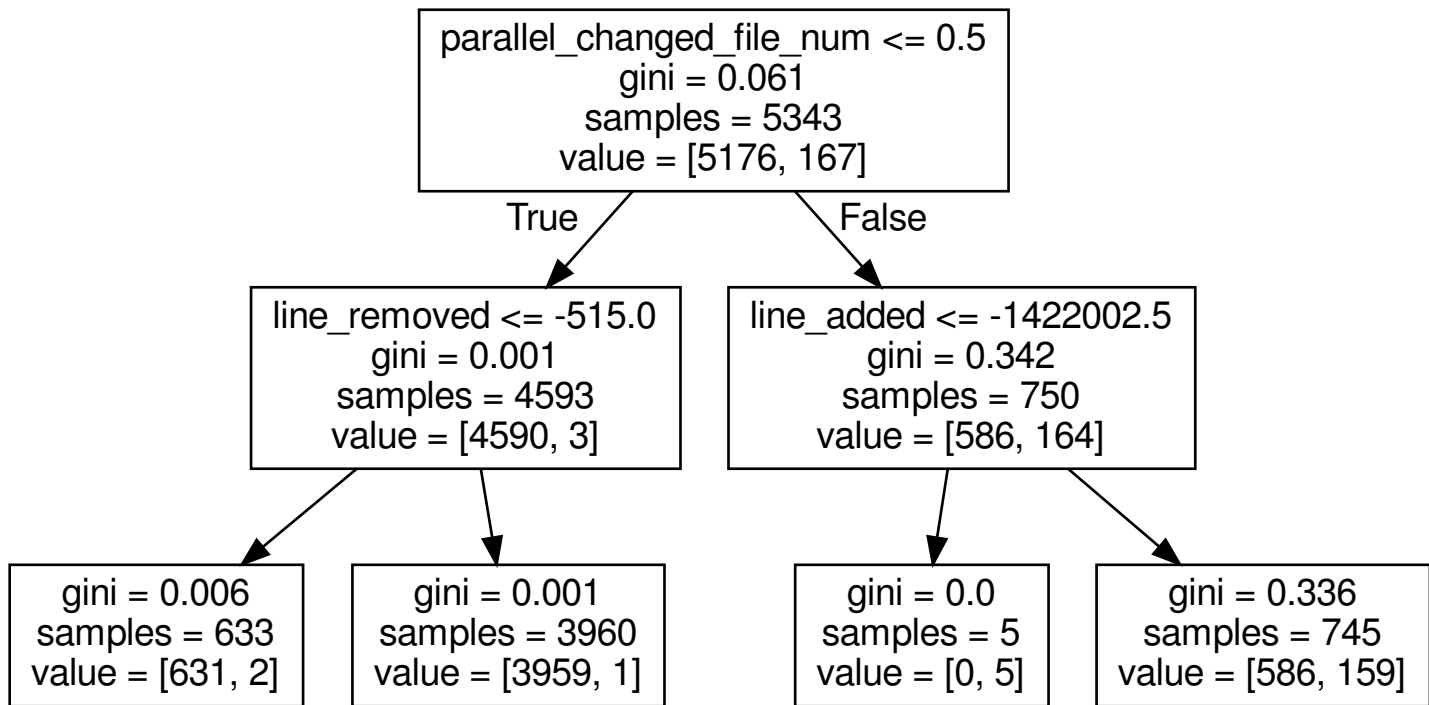 parallel_changed_file_num <= 0.5
gini = 0.061
samples = 5343
value = [5176, 167]
True
False
line_removed <= -515.0
gini = 0.001
samples = 4593
value = [4590, 3]
line_added <= -1422002.5
gini = 0.342
samples = 750
value = [586, 164]
gini = 0.006
samples = 633
value = [631, 2]
gini = 0.001
samples = 3960
value = [3959, 1]
gini = 0.0
samples = 5
value = [0, 5]
gini = 0.336
samples = 745
value = [586, 159]